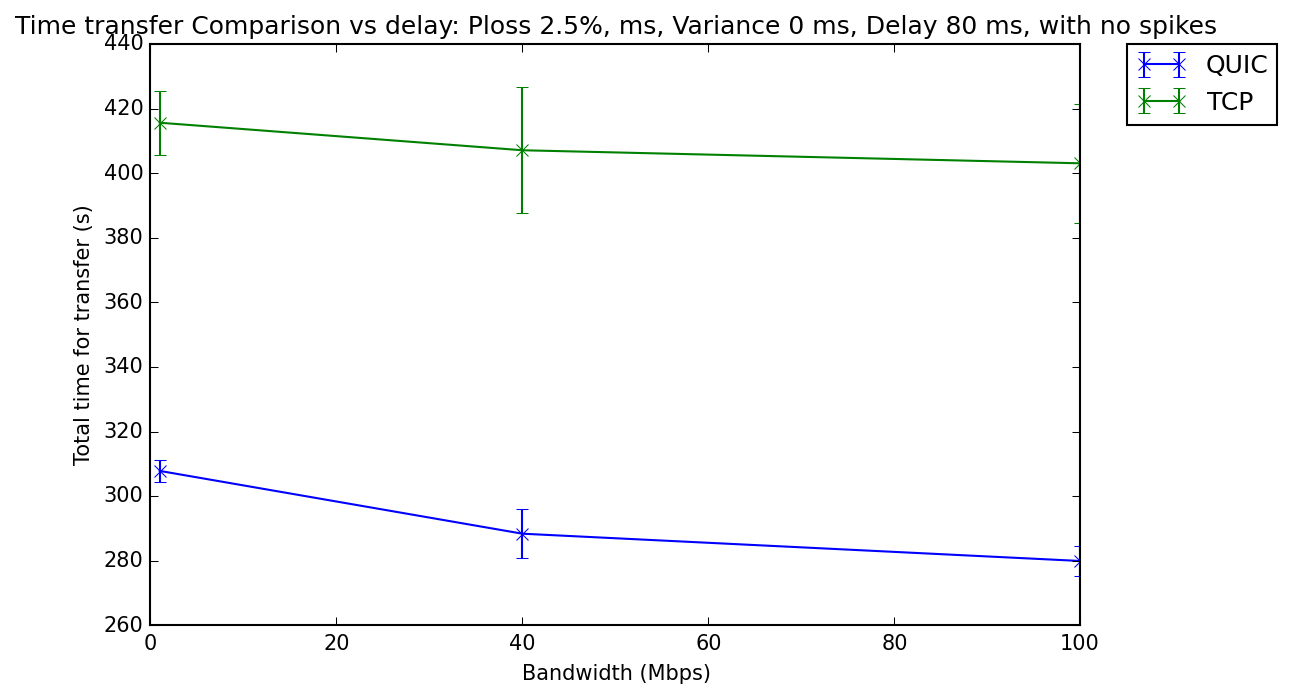 Time transfer Comparison vs delay: Ploss 2.5%, ms, Variance 0 ms, Delay 80 ms, with no spikes
QUIC
TCP
Total time for transfer (s)
440
420
400
380
360
340
320
300
280
260
0 20 40 60 80 100
Bandwidth (Mbps)